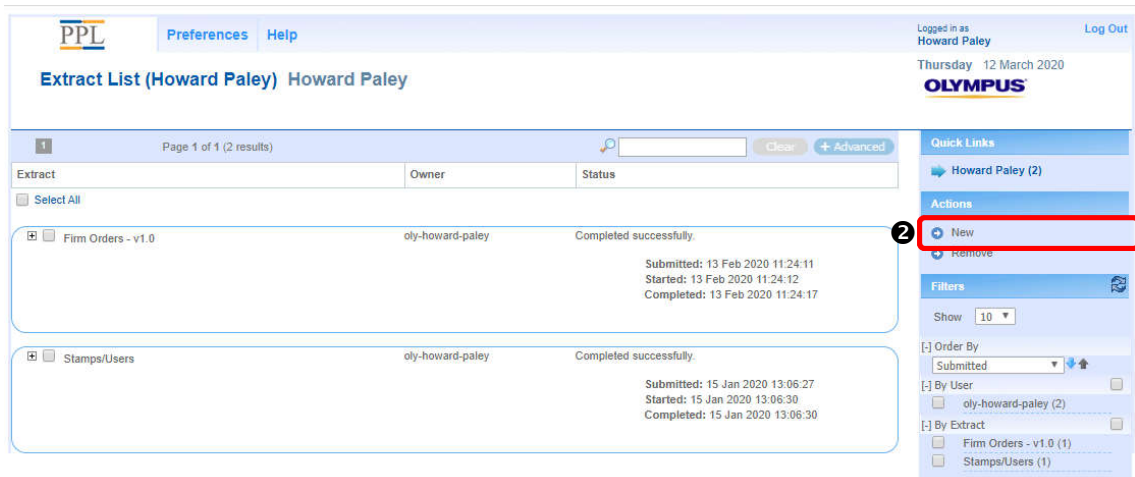 PPL Preferences Help
Logged in as
Howard Paley
Log Out
Extract List (Howard Paley) Howard Paley
Thursday 12 March 2020
OLYMPUS
1 Page 1 of 1 (2 results) Clear + Advanced
Extract Owner Status
Select All
Firm Orders - v1.0 oly-howard-paley Completed successfully.
Submitted: 13 Feb 2020 11:24:11
Started: 13 Feb 2020 11:24:12
Completed: 13 Feb 2020 11:24:17
Stamps/Users oly-howard-paley Completed successfully.
Submitted: 15 Jan 2020 13:06:27
Started: 15 Jan 2020 13:06:30
Completed: 15 Jan 2020 13:06:30
Quick Links
Howard Paley (2)
Actions
❷ New
Remove
Filters
Show 10
[-] Order By
Submitted
[-] By User
oly-howard-paley (2)
[-] By Extract
Firm Orders - v1.0 (1)
Stamps/Users (1)